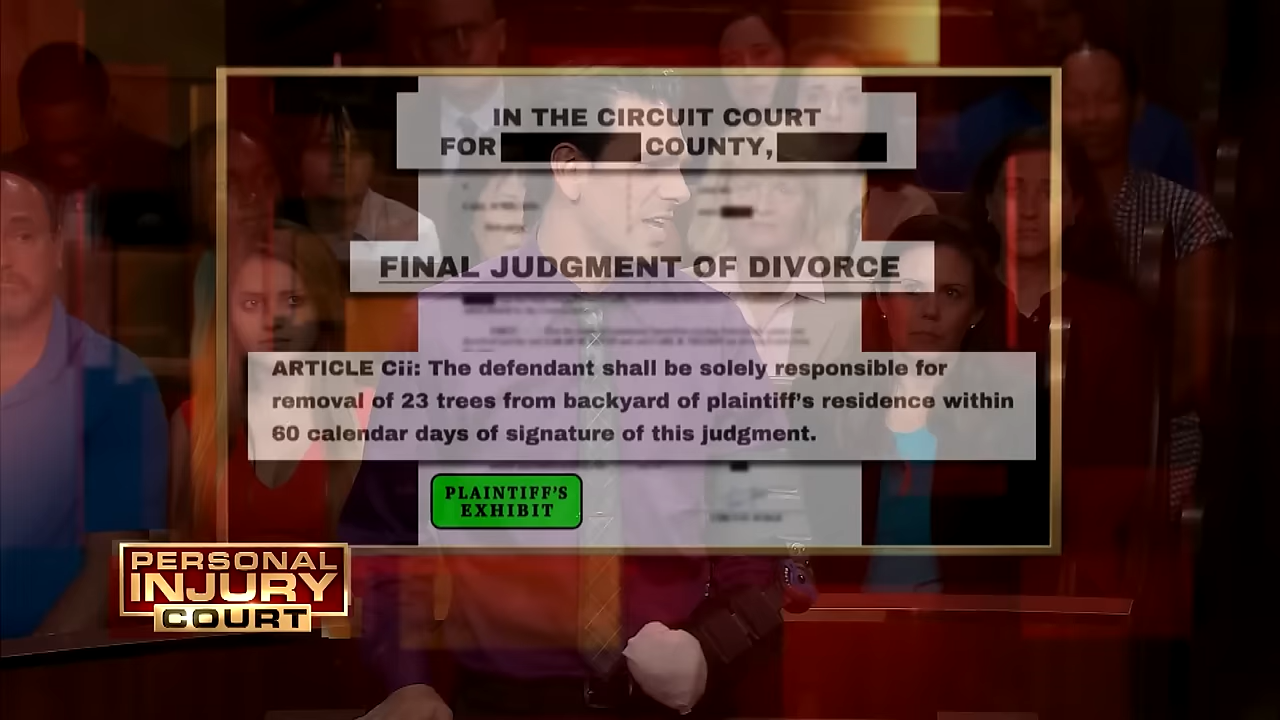 IN THE CIRCUIT COURT
FOR COUNTY,
FINAL JUDGMENT OF DIVORCE
ARTICLE Cii: The defendant shall be solely responsible for
removal of 23 trees from backyard of plaintiff's residence within
60 calendar days of signature of this judgment.
PLAINTIFF'S
EXHIBIT
PERSONAL
INJURY
COURT